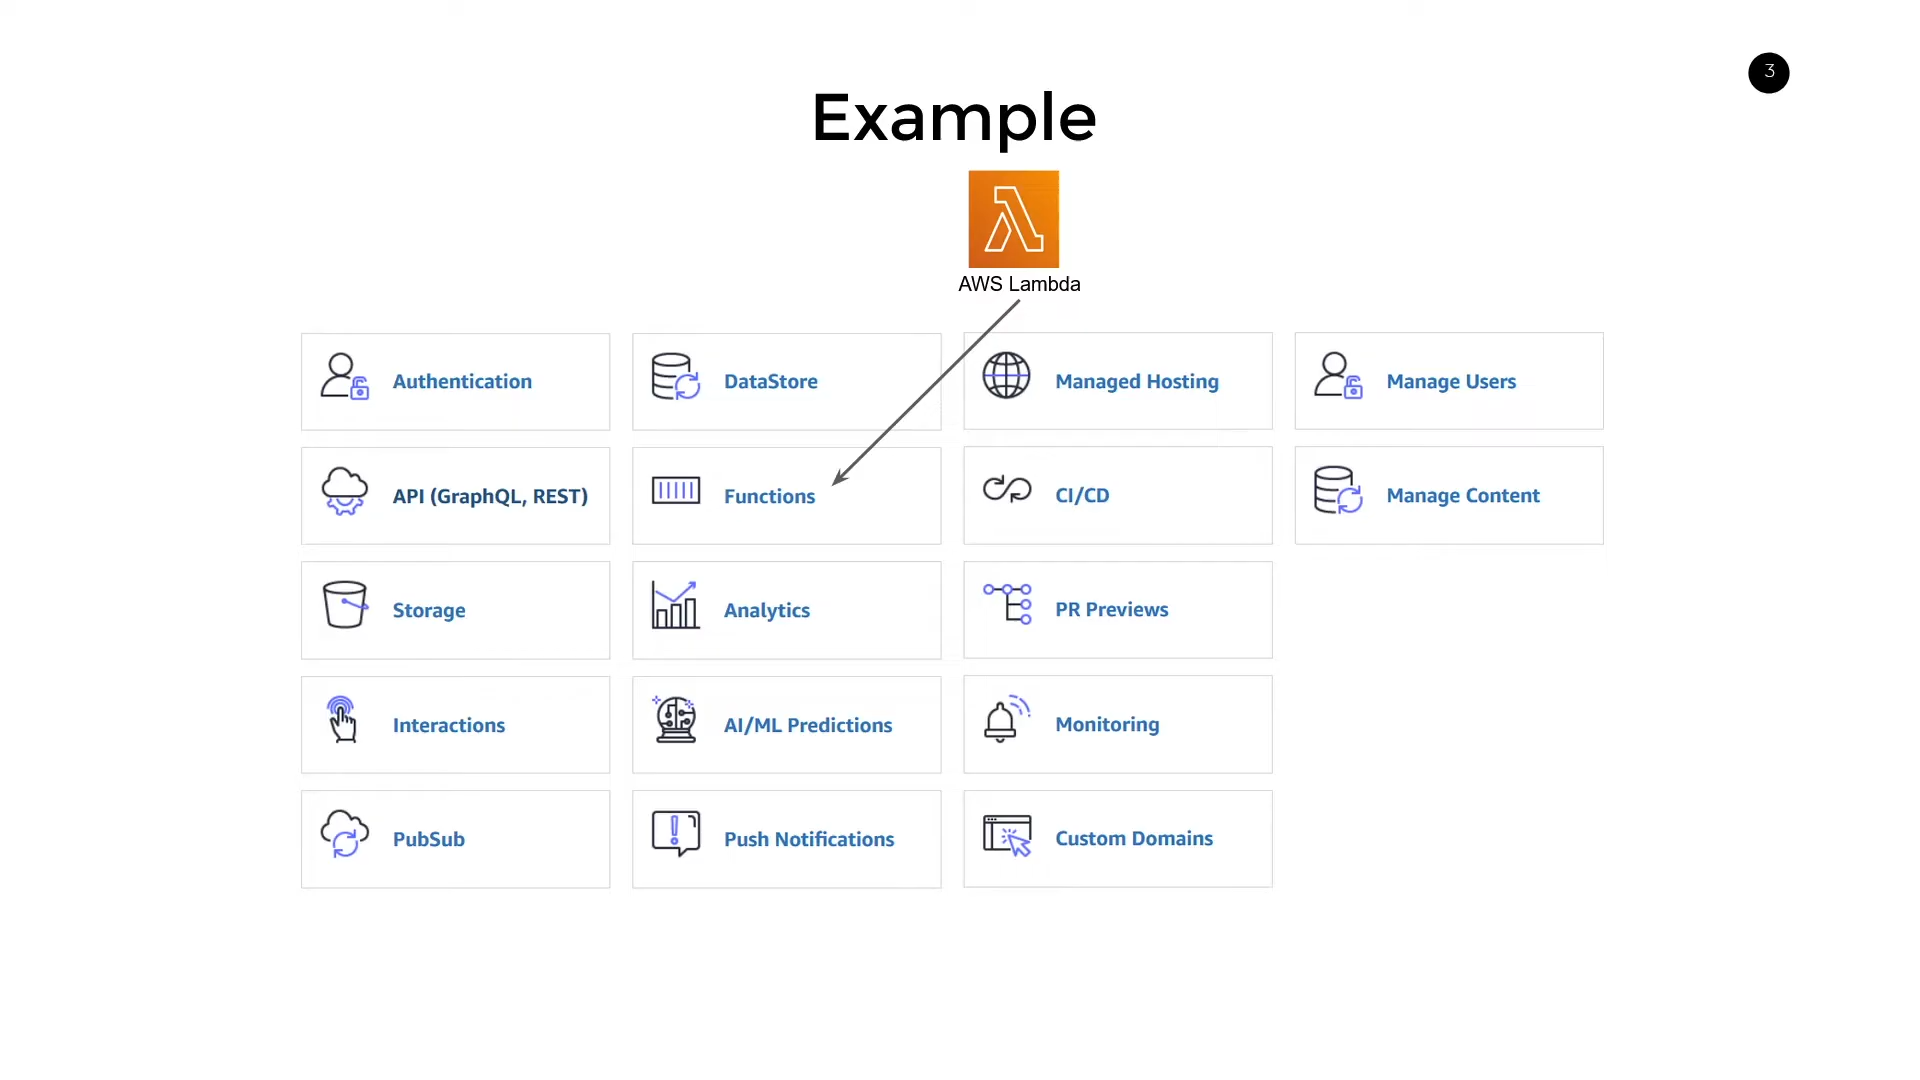 3
Example
AWS Lambda
Authentication
DataStore
Managed Hosting
Manage Users
API (GraphQL, REST)
Functions
CI/CD
Manage Content
Storage
Analytics
PR Previews
Interactions
AI/ML Predictions
Monitoring
PubSub
Push Notifications
Custom Domains